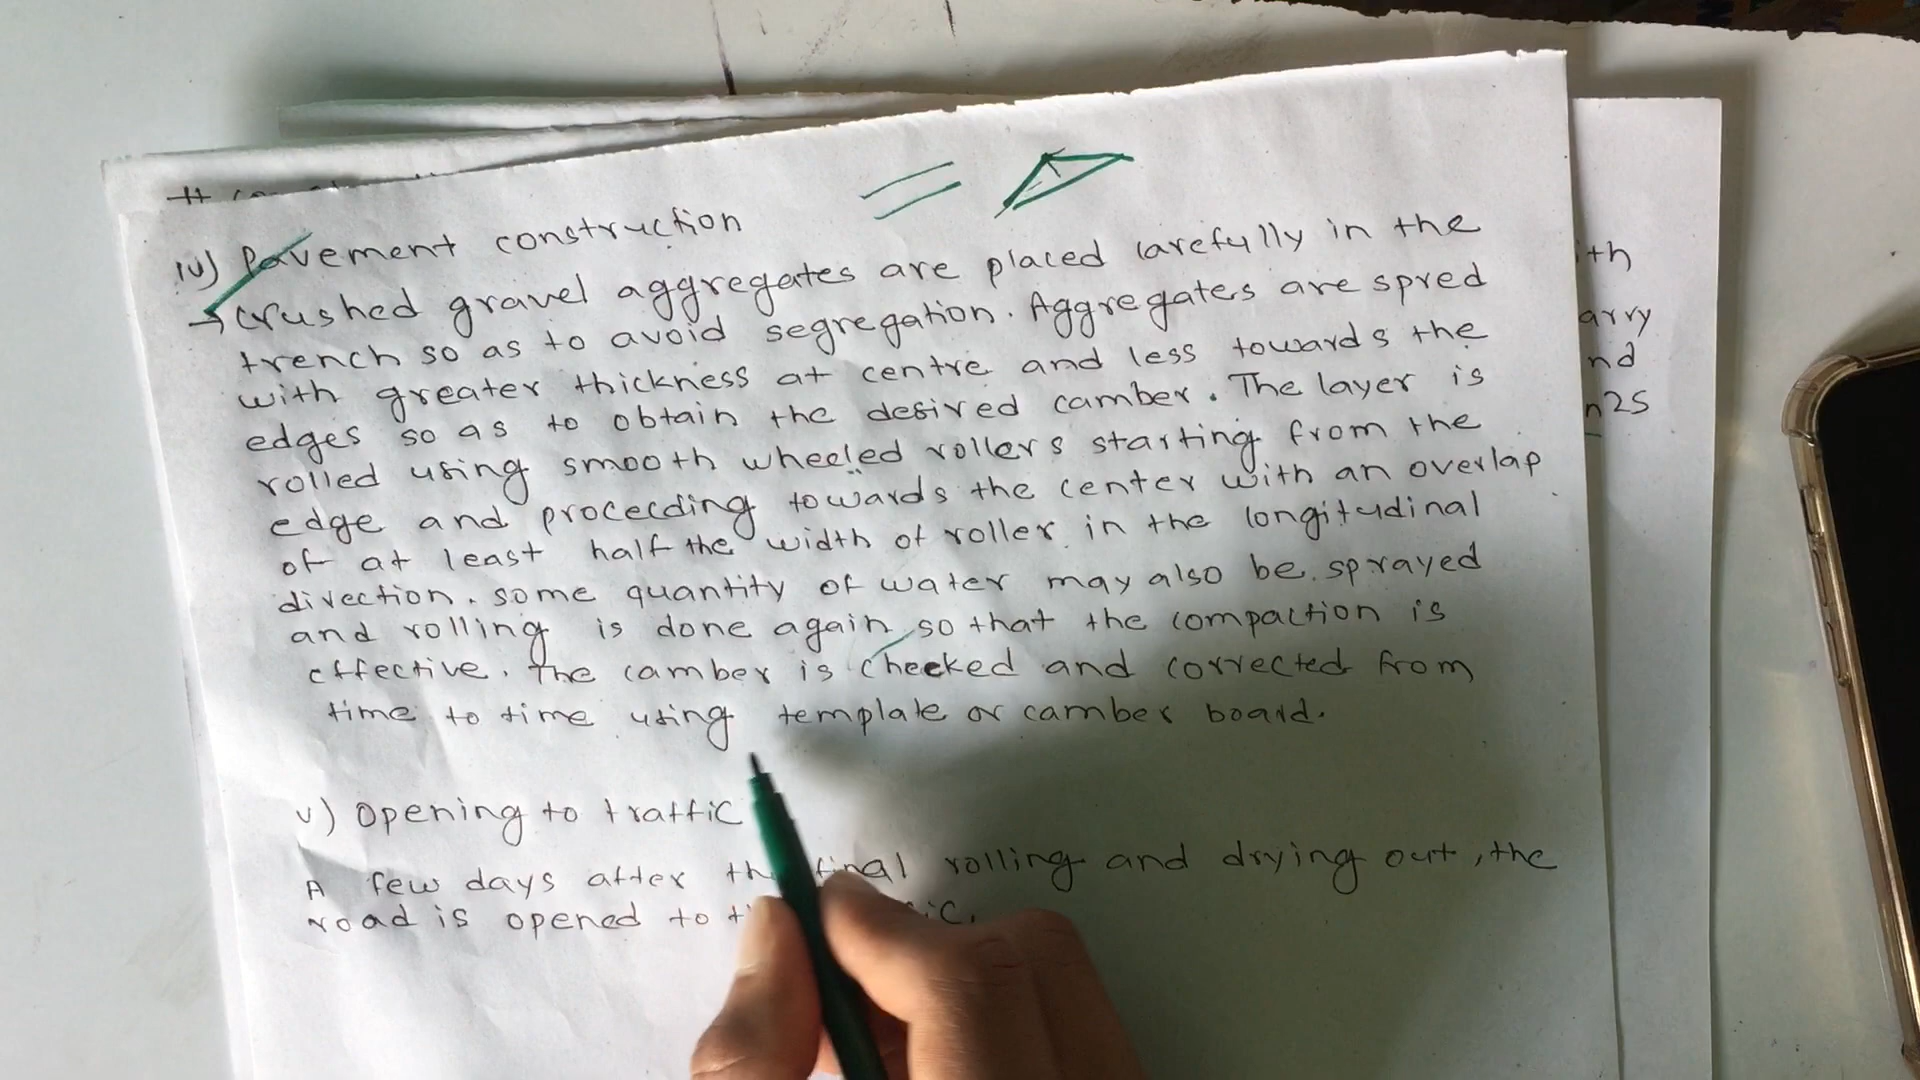 iv) Pavement construction
→ crushed gravel aggregates are placed carefully in the
trench so as to avoid segregation. Aggregates are spred
with greater thickness at centre and less towards the
edges so as to obtain the desired camber. The layer is
rolled using smooth wheeled rollers starting from the
edge and proceeding towards the center with an overlap
of at least half the width of roller in the longitudinal
direction. some quantity of water may also be sprayed
and rolling is done again so that the compaction is
effective. The camber is checked and corrected from
time to time using template or camber board.
v) Opening to traffic
A few days after final rolling and drying out, the
road is opened to